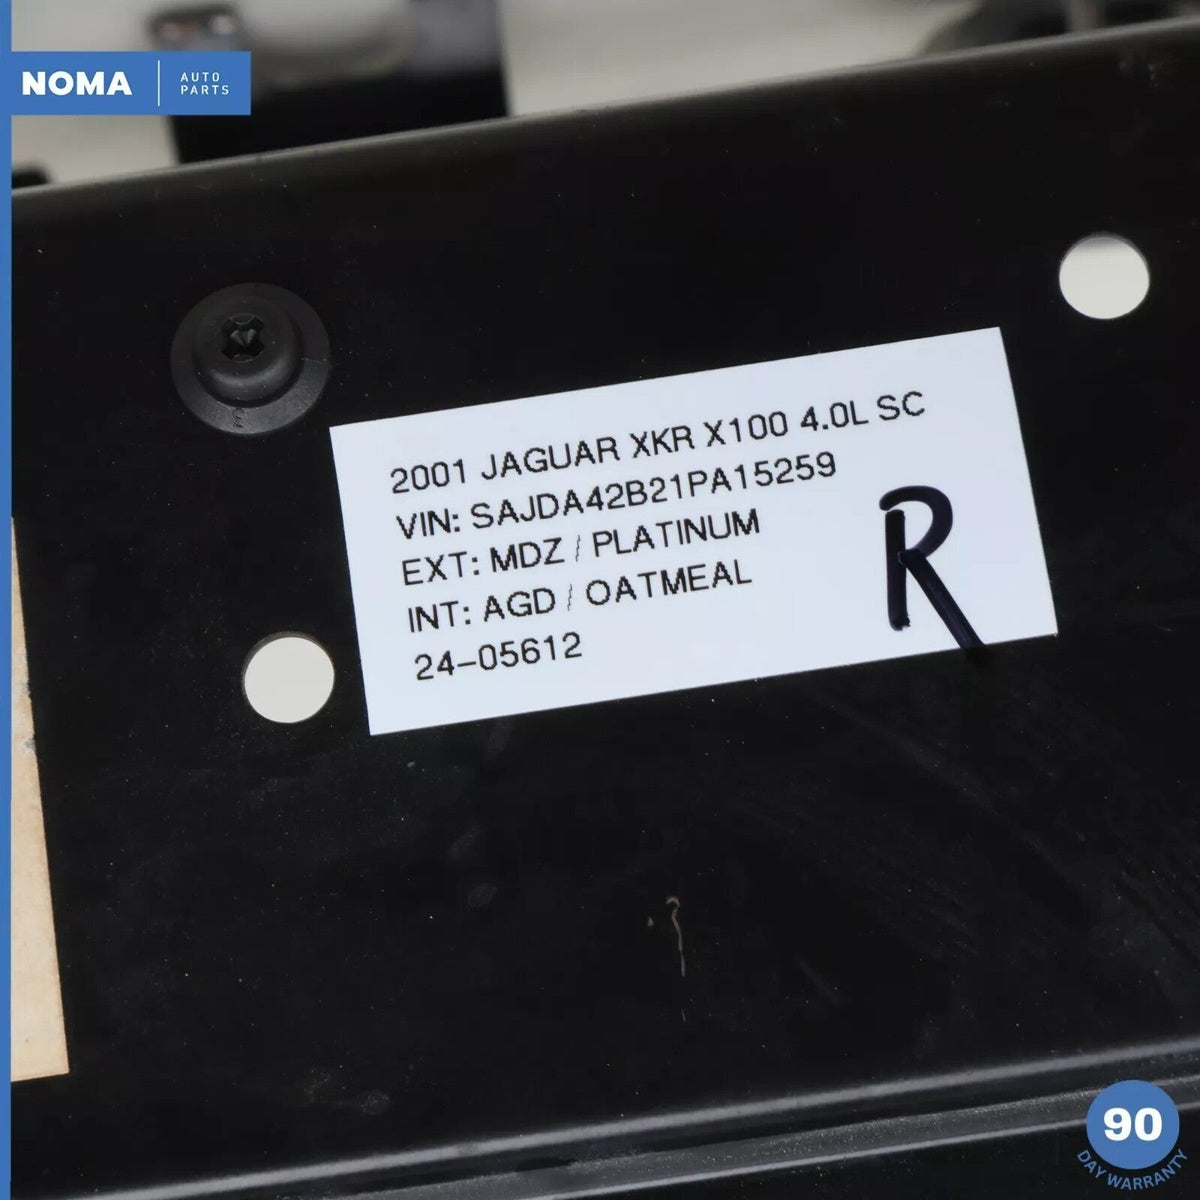 NOMA
AUTO
PARTS
2001 JAGUAR XKR X100 4.0L SC
VIN: SAJDA42B21PA15259
EXT: MDZ / PLATINUM
INT: AGD / OATMEAL
24-05612
R
90
DAY WARRANTY